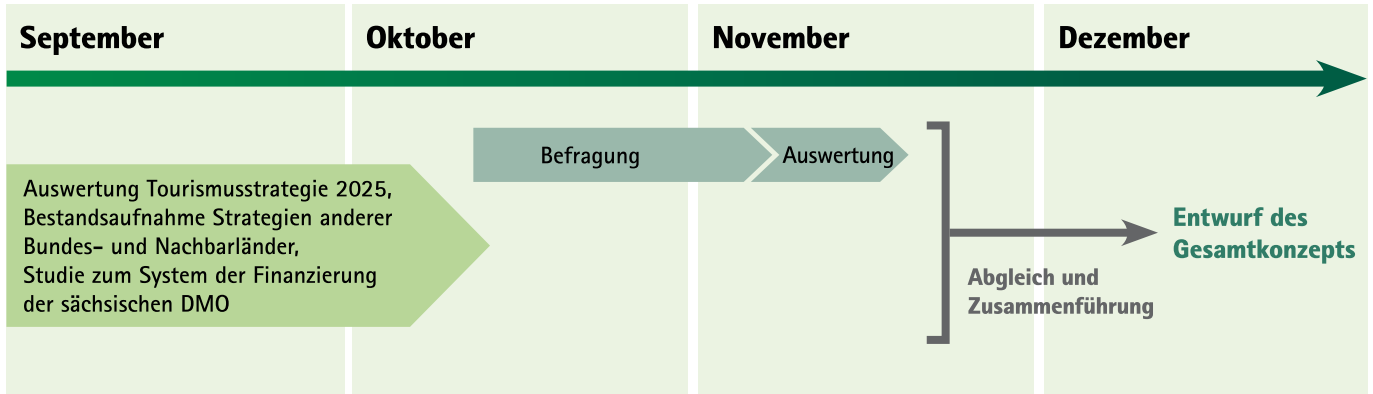 September
Oktober
November
Dezember
Befragung
Auswertung
Auswertung Tourismusstrategie 2025,
Bestandsaufnahme Strategien anderer
Bundes- und Nachbarländer,
Studie zum System der Finanzierung
der sächsischen DMO
Abgleich und
Zusammenführung
Entwurf des
Gesamtkonzepts